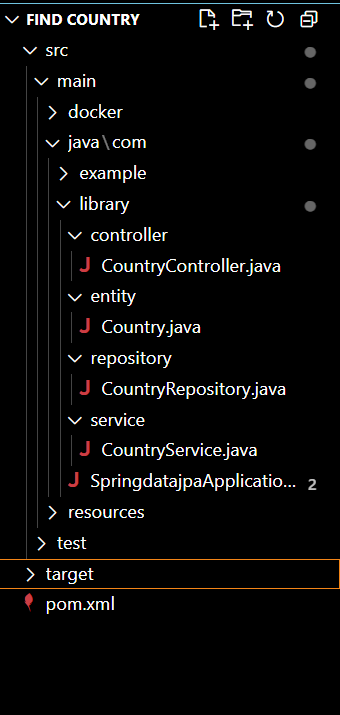 FIND COUNTRY
src
main
docker
java\com
example
library
controller
CountryController.java
entity
Country.java
repository
CountryRepository.java
service
CountryService.java
SpringdatajpaApplicatio... 2
resources
test
target
pom.xml